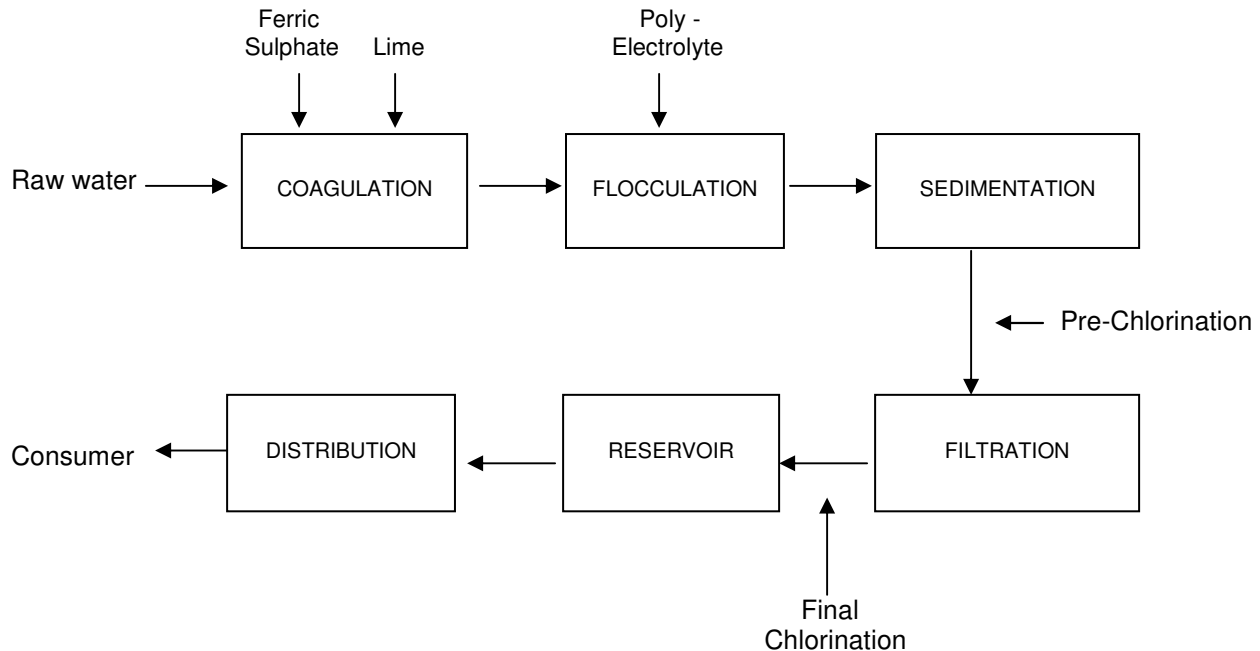 Ferric
Sulphate
Lime
Poly -
Electrolyte
Raw water
COAGULATION
FLOCCULATION
SEDIMENTATION
Pre-Chlorination
Consumer
DISTRIBUTION
RESERVOIR
FILTRATION
Final
Chlorination